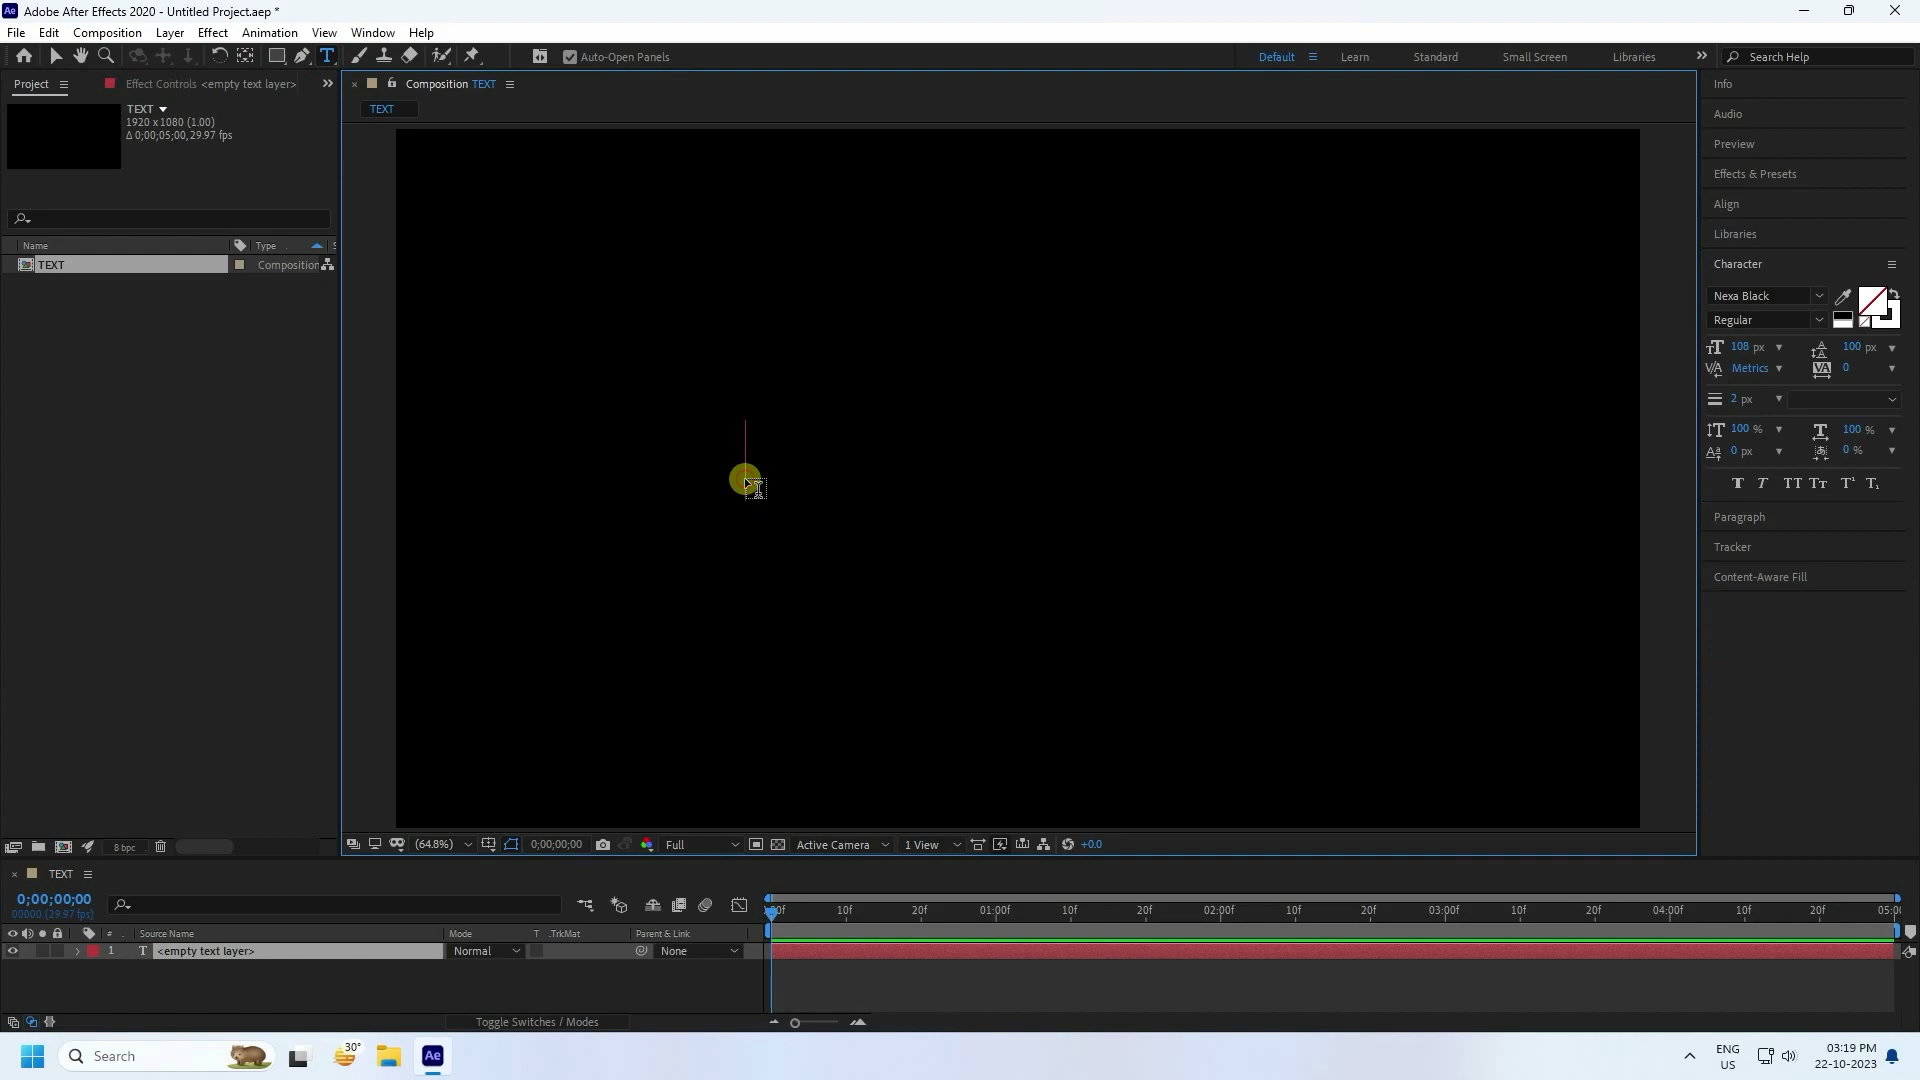 Adobe After Effects 2020 - Untitled Project.aep *
File Edit Composition Layer Effect Animation View Window Help
Auto-Open Panels
Default Learn Standard Small Screen Libraries Search Help
Project Effect Controls <empty text layer>
Composition TEXT
TEXT
TEXT
1920 x 1080 (1.00)
Δ 0;00;05;00, 29.97 fps
Name Type S
TEXT Composition
Info
Audio
Preview
Effects & Presets
Align
Libraries
Character
Nexa Black
Regular
108 px 100 px
Metrics 0
2 px
100 % 100 %
0 px 0 %
Paragraph
Tracker
Content-Aware Fill
8 bpc
(64.8%) 0;00;00;00 Full Active Camera 1 View +0.0
TEXT
0;00;00;00
00000 (29.97 fps)
10f 20f 01:00f 10f 20f 02:00f 10f 20f 03:00f 10f 20f 04:00f 10f 20f
# Source Name Mode T .TrkMat Parent & Link
1 T <empty text layer> Normal None
Toggle Switches / Modes
Search
30°
ENG
US
03:19 PM
22-10-2023